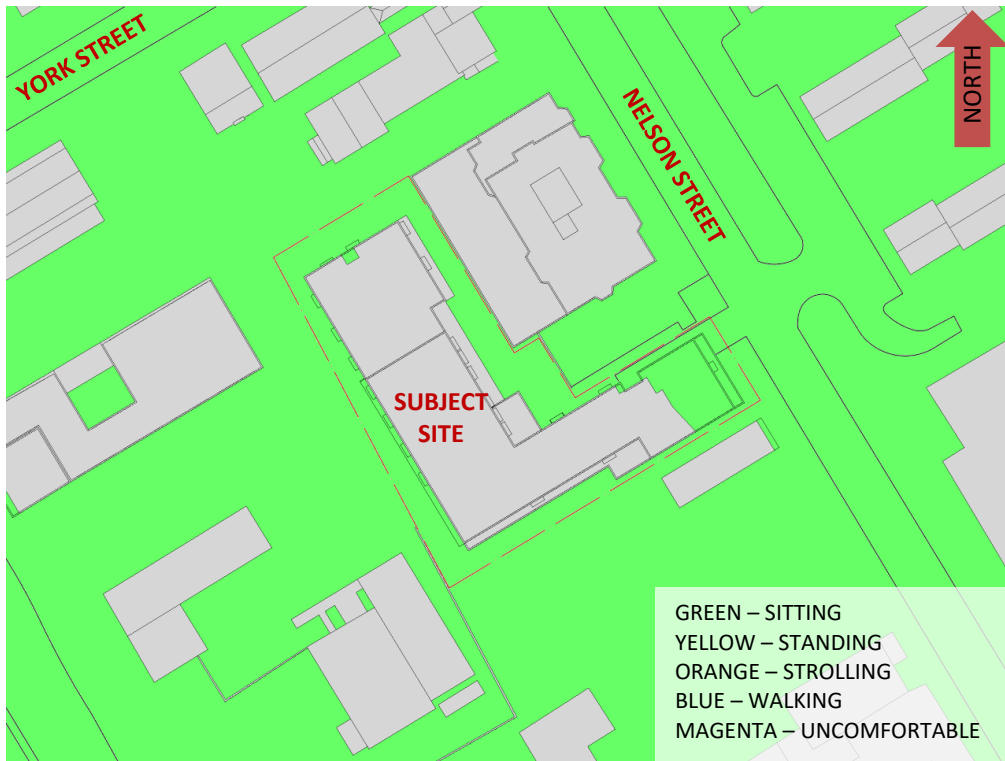 YORK STREET
NELSON STREET
NORTH
SUBJECT
SITE
GREEN – SITTING
YELLOW – STANDING
ORANGE – STROLLING
BLUE – WALKING
MAGENTA – UNCOMFORTABLE